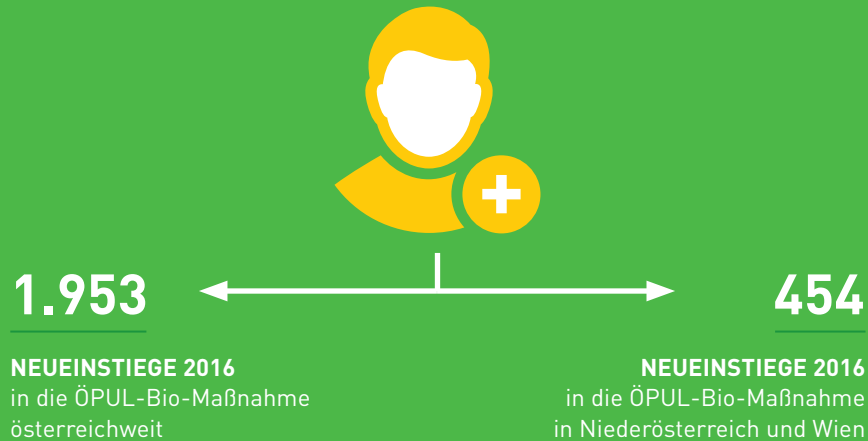 1.953
NEUEINSTIEGE 2016
in die ÖPUL-Bio-Maßnahme
österreichweit
454
NEUEINSTIEGE 2016
in die ÖPUL-Bio-Maßnahme
in Niederösterreich und Wien